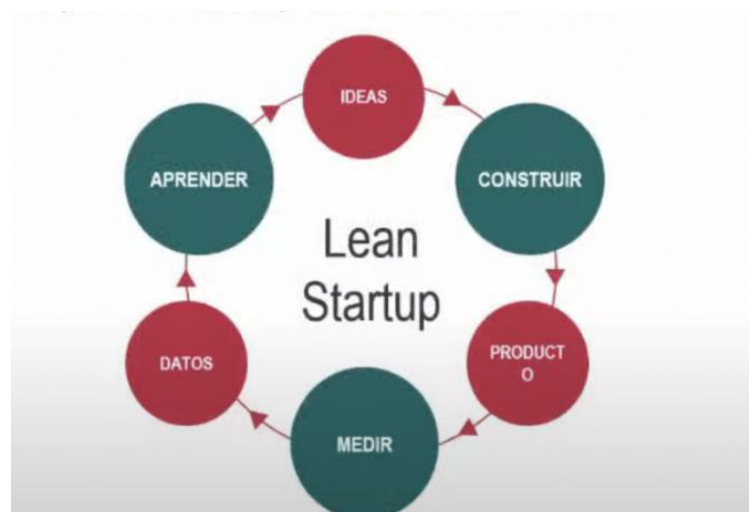 IDEAS
CONSTRUIR
PRODUCT
O
MEDIR
DATOS
APRENDER
Lean
Startup